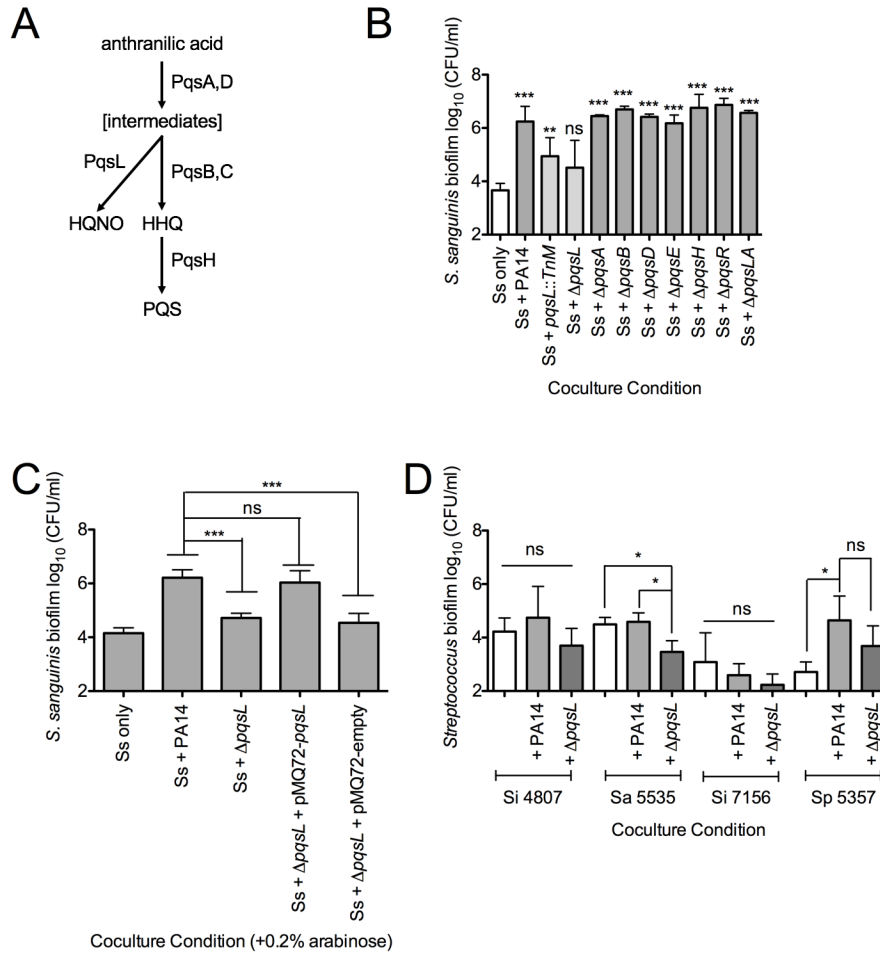 A
anthranilic acid
PqsA,D
[intermediates]
PqsL
PqsB,C
HQNO
HHQ
PqsH
PQS
B
S. sanguinis biofilm log10 (CFU/ml)
8
6
4
2
***
**
ns
***
***
***
***
***
***
***
Ss only
Ss + PA14
Ss + pqsL::TnM
Ss + ΔpqsL
Ss + ΔpqsA
Ss + ΔpqsB
Ss + ΔpqsD
Ss + ΔpqsE
Ss + ΔpqsH
Ss + ΔpqsR
Ss + ΔpqsLA
Coculture Condition
C
S. sanguinis biofilm log10 (CFU/ml)
8
6
4
2
***
ns
***
Ss only
Ss + PA14
Ss + ΔpqsL
Ss + ΔpqsL + pMQ72-pqsL
Ss + ΔpqsL + pMQ72-empty
Coculture Condition (+0.2% arabinose)
D
Streptococcus biofilm log10 (CFU/ml)
8
6
4
2
ns
*
*
ns
*
ns
+ PA14
+ ΔpqsL
+ PA14
+ ΔpqsL
+ PA14
+ ΔpqsL
+ PA14
+ ΔpqsL
Si 4807
Sa 5535
Si 7156
Sp 5357
Coculture Condition